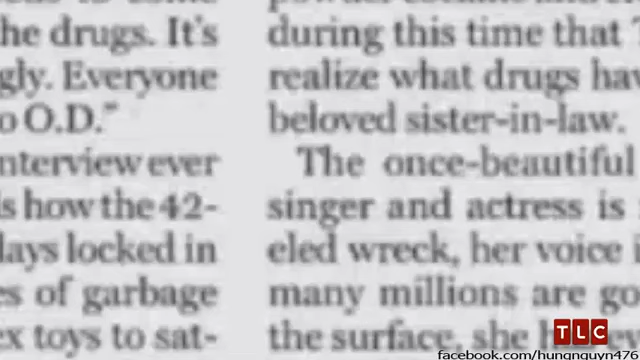 he drugs. It's
gly. Everyone
o O.D."
nterview ever
s how the 42-
lays locked in
es of garbage
ex toys to sat-
during this time that
realize what drugs hav
beloved sister-in-law.
The once-beautiful
singer and actress is
eled wreck, her voice i
many millions are go
the surface, she ev
TLC
facebook.com/hungnguyn476